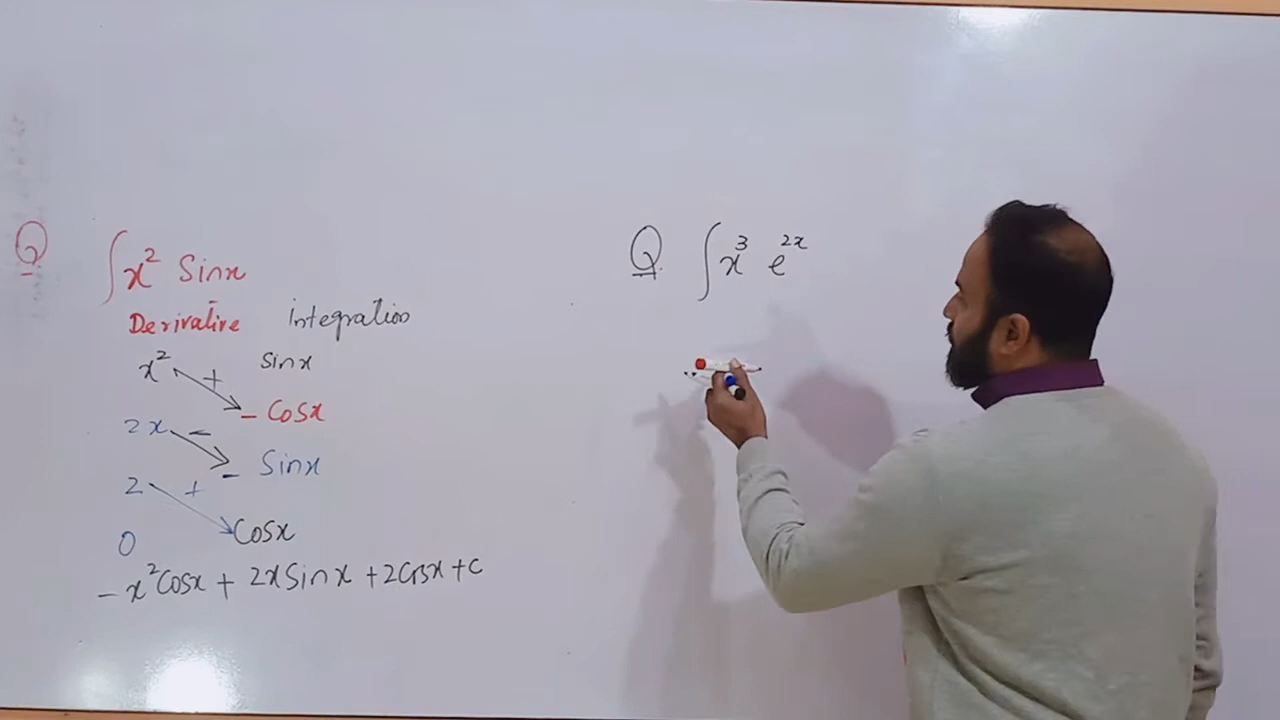 Q ∫x² Sinx
Derivative integration
x² + sinx
2x − - Cosx
2 + - Sinx
0 Cosx
- x²Cosx + 2xSinx + 2Cosx + c
Q ∫x³ e²ˣ